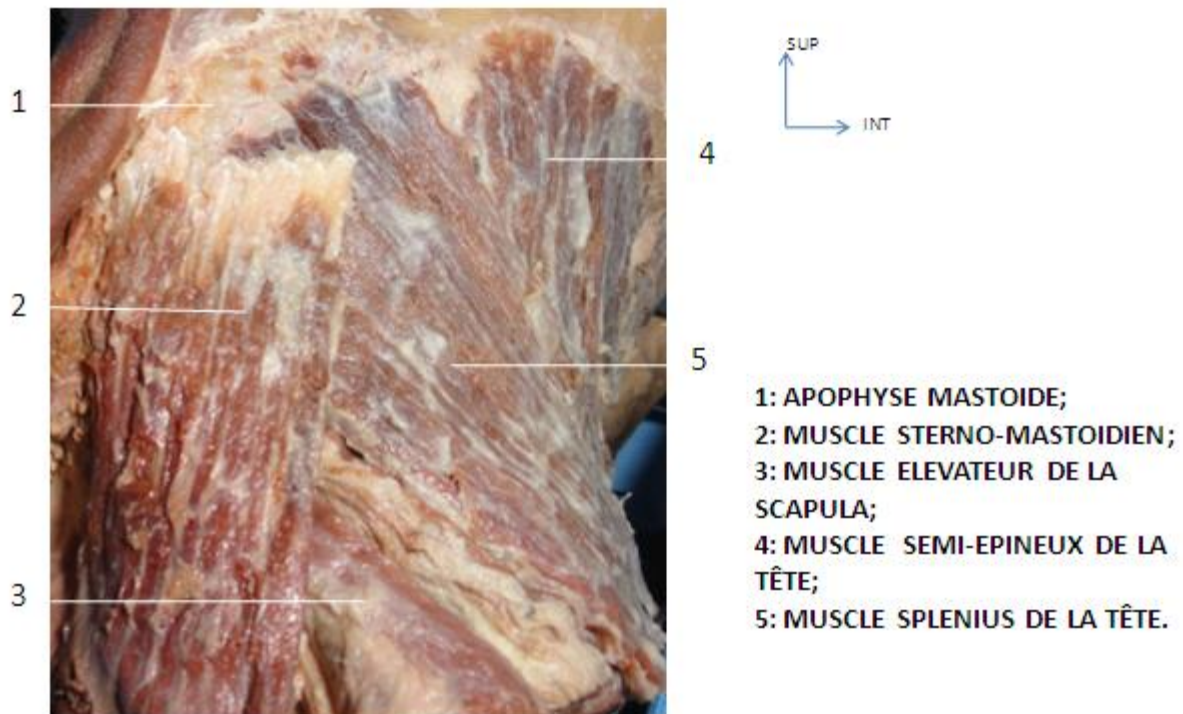 1
2
3
4
5
SUP
INT
1: APOPHYSE MASTOIDE;
2: MUSCLE STERNO-MASTOIDIEN;
3: MUSCLE ELEVATEUR DE LA
SCAPULA;
4: MUSCLE SEMI-EPINEUX DE LA
TÊTE;
5: MUSCLE SPLENIUS DE LA TÊTE.